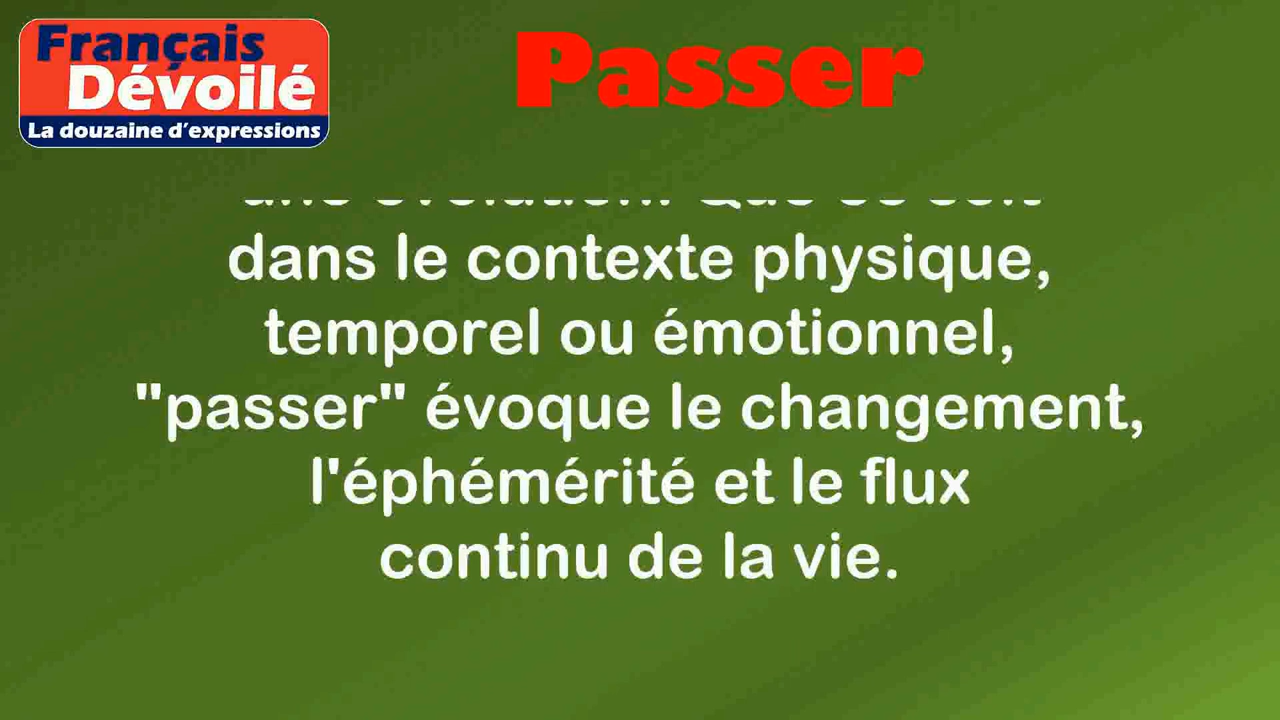 Français
Dévoilé
La douzaine d'expressions
Passer
dans le contexte physique,
temporel ou émotionnel,
"passer" évoque le changement,
l'éphémérité et le flux
continu de la vie.